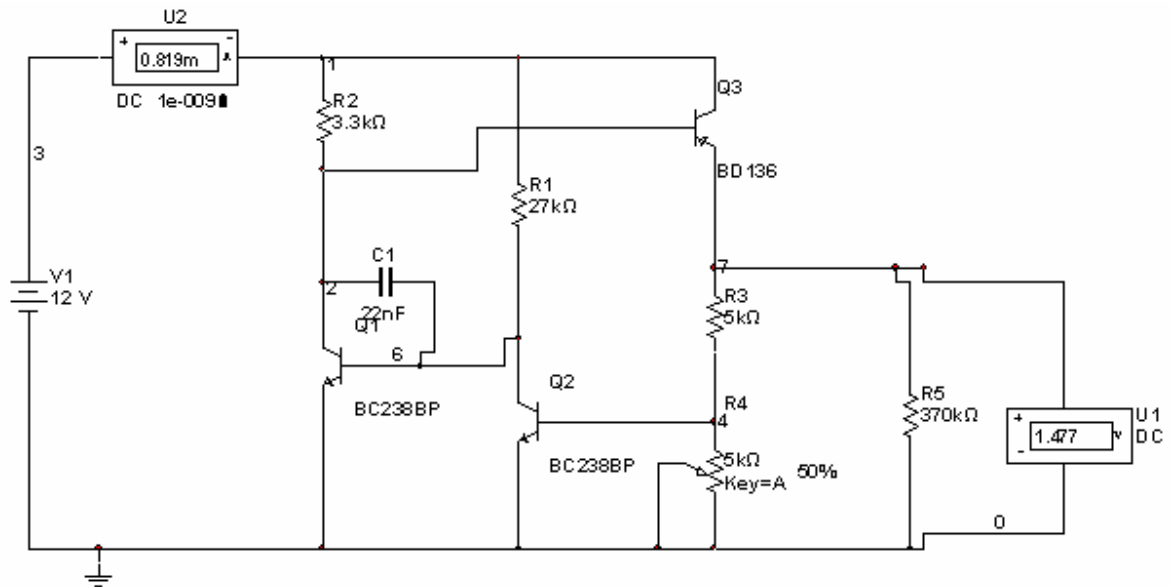 U2
+ -
0.819m A
DC 1e-009
1
R2
3.3kΩ
Q3
BD136
3
R1
27kΩ
V1
12 V
C1
22nF
2
Q1
6
BC238BP
7
R3
5kΩ
Q2
BC238BP
R4
4
5kΩ
Key=A 50%
R5
370kΩ
+
1.477 V
-
U1
DC
0